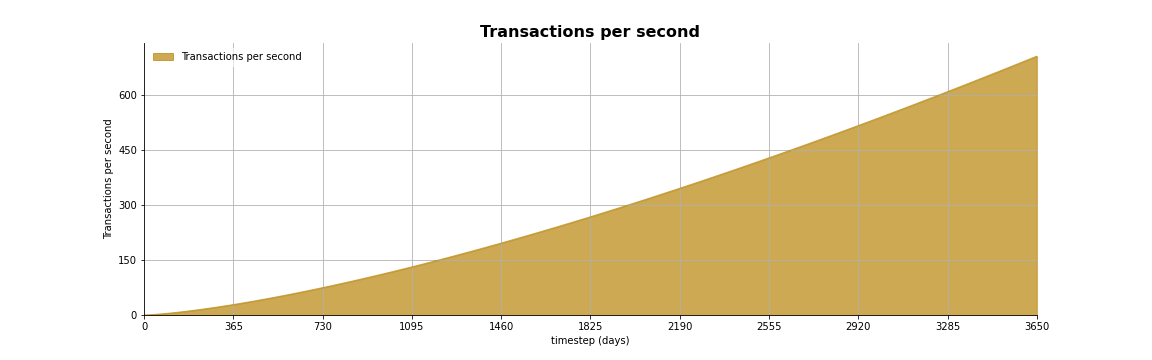 Transactions per second
Transactions per second
600
450
300
150
0
Transactions per second
0 365 730 1095 1460 1825 2190 2555 2920 3285 3650
timestep (days)